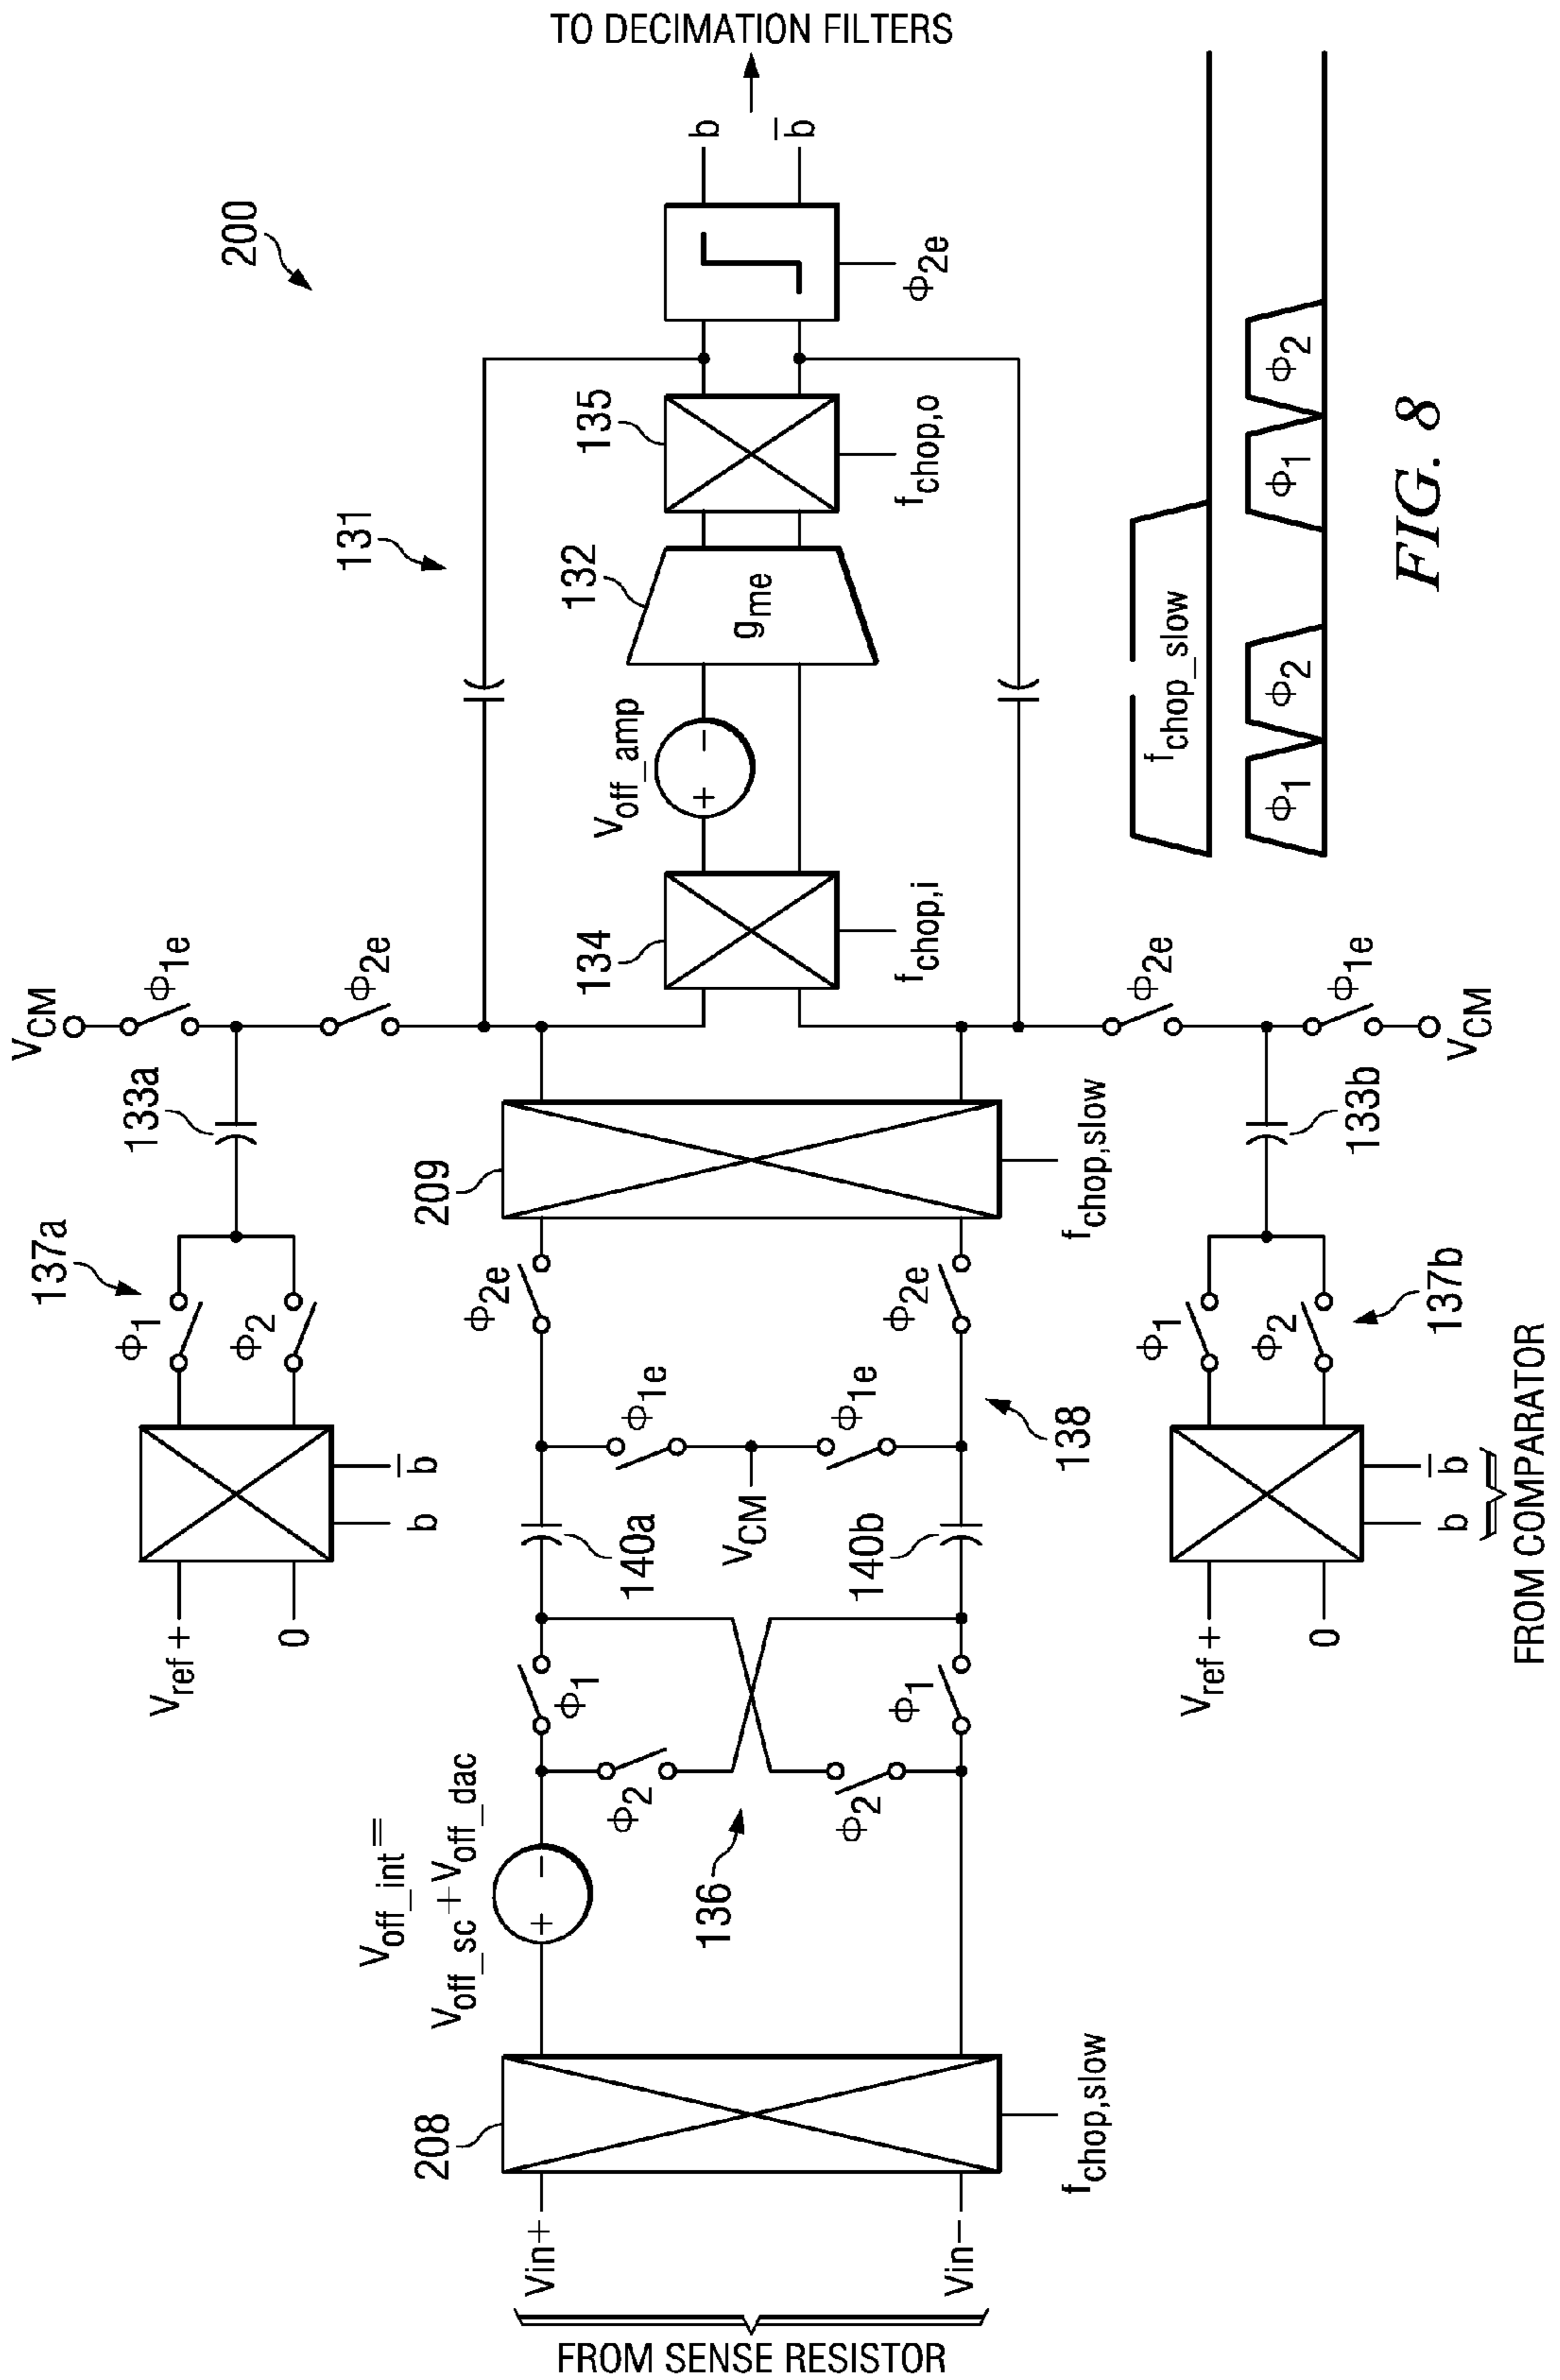 TO DECIMATION FILTERS
200
b
b̅
Φ2e
131
135
fchop,o
132
gme
Voff_amp
+
−
134
fchop,i
VCM
Φ1e
Φ2e
Φ2e
Φ1e
VCM
133a
133b
209
fchop,slow
137a
Φ1
Φ2
Φ2e
Φ2e
Φ1
Φ2
137b
Φ1e
Φ1e
138
b̅
b
140a
VCM
140b
b̅
b
FROM COMPARATOR
Vref+
0
Φ1
Φ1
Vref+
0
Φ2
Φ2
136
Voff_int=
Voff_sc+Voff_dac
+
−
208
fchop,slow
Vin+
Vin−
FROM SENSE RESISTOR
fchop_slow
Φ1
Φ2
Φ1
Φ2
FIG. 8